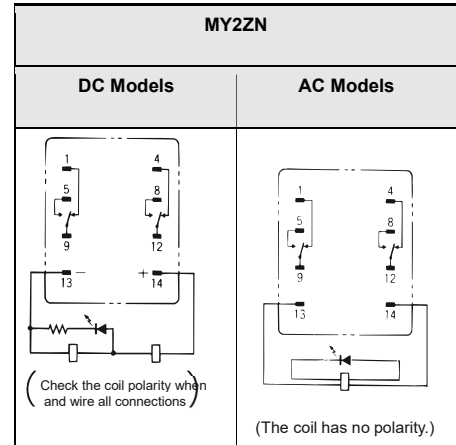 MY2ZN
DC Models
AC Models
1 4
5 8
9 12
13 − + 14
(Check the coil polarity when
and wire all connections)
1 4
5 8
9 12
13 14
(The coil has no polarity.)